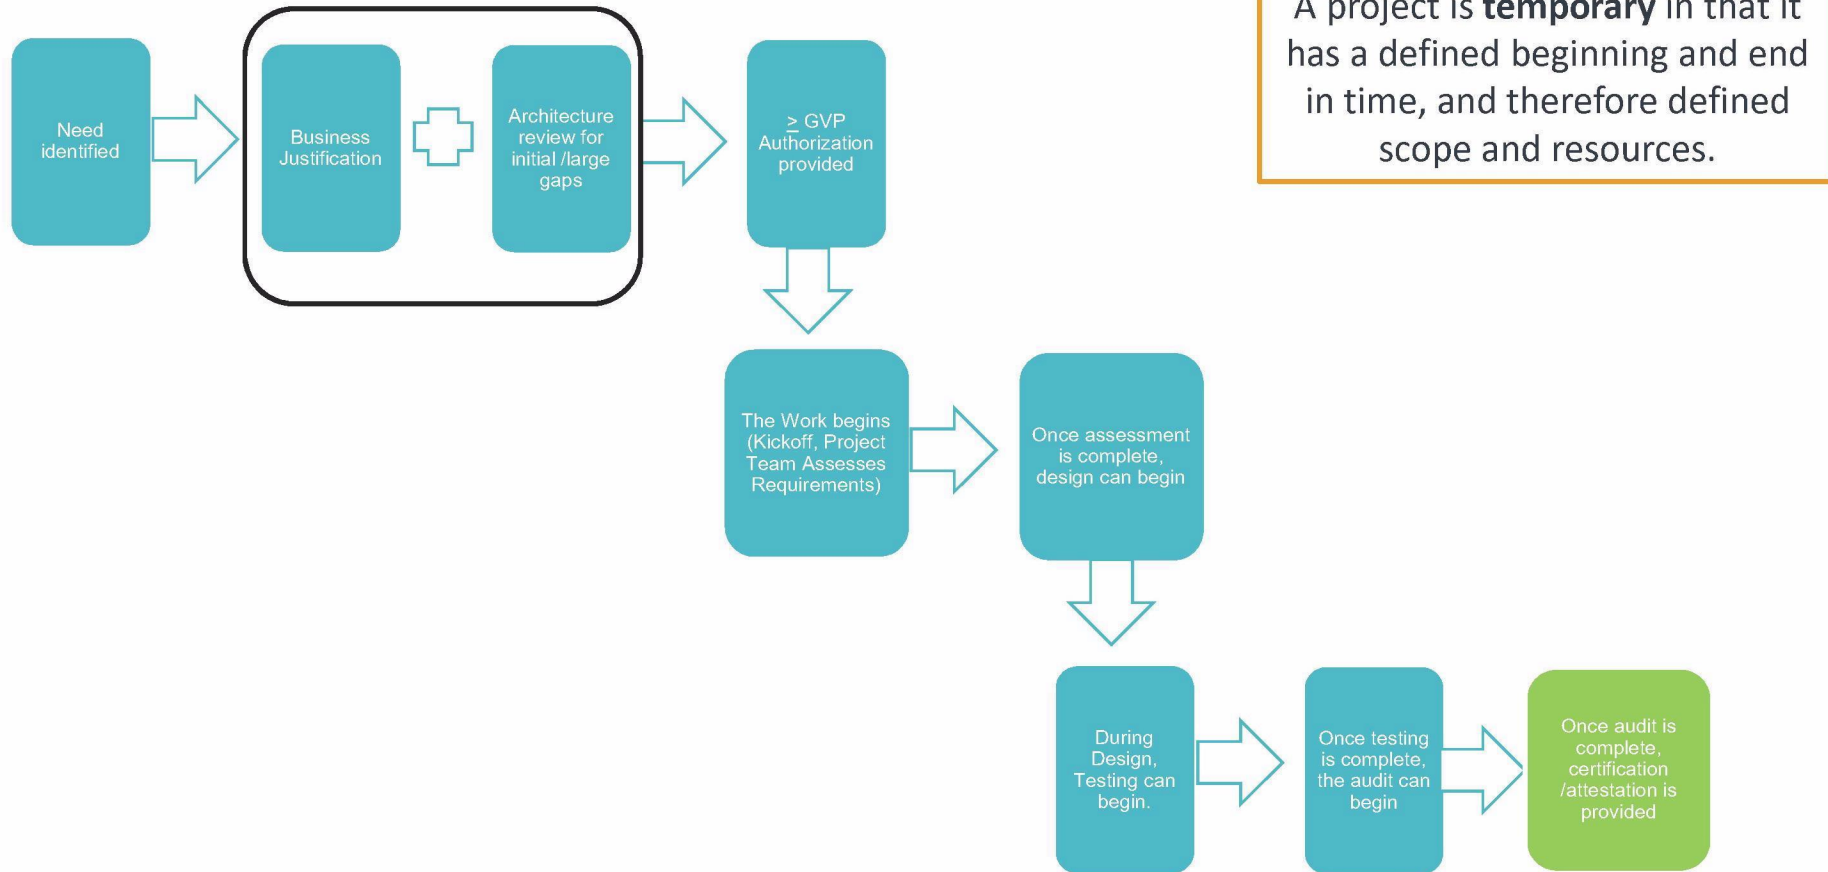 A project is temporary in that it
has a defined beginning and end
in time, and therefore defined
scope and resources.
Need
identified
Business
Justification
Architecture
review for
initial /large
gaps
≥ GVP
Authorization
provided
The Work begins
(Kickoff, Project
Team Assesses
Requirements)
Once assessment
is complete,
design can begin
During
Design,
Testing can
begin.
Once testing
is complete,
the audit can
begin
Once audit is
complete,
certification
/attestation is
provided